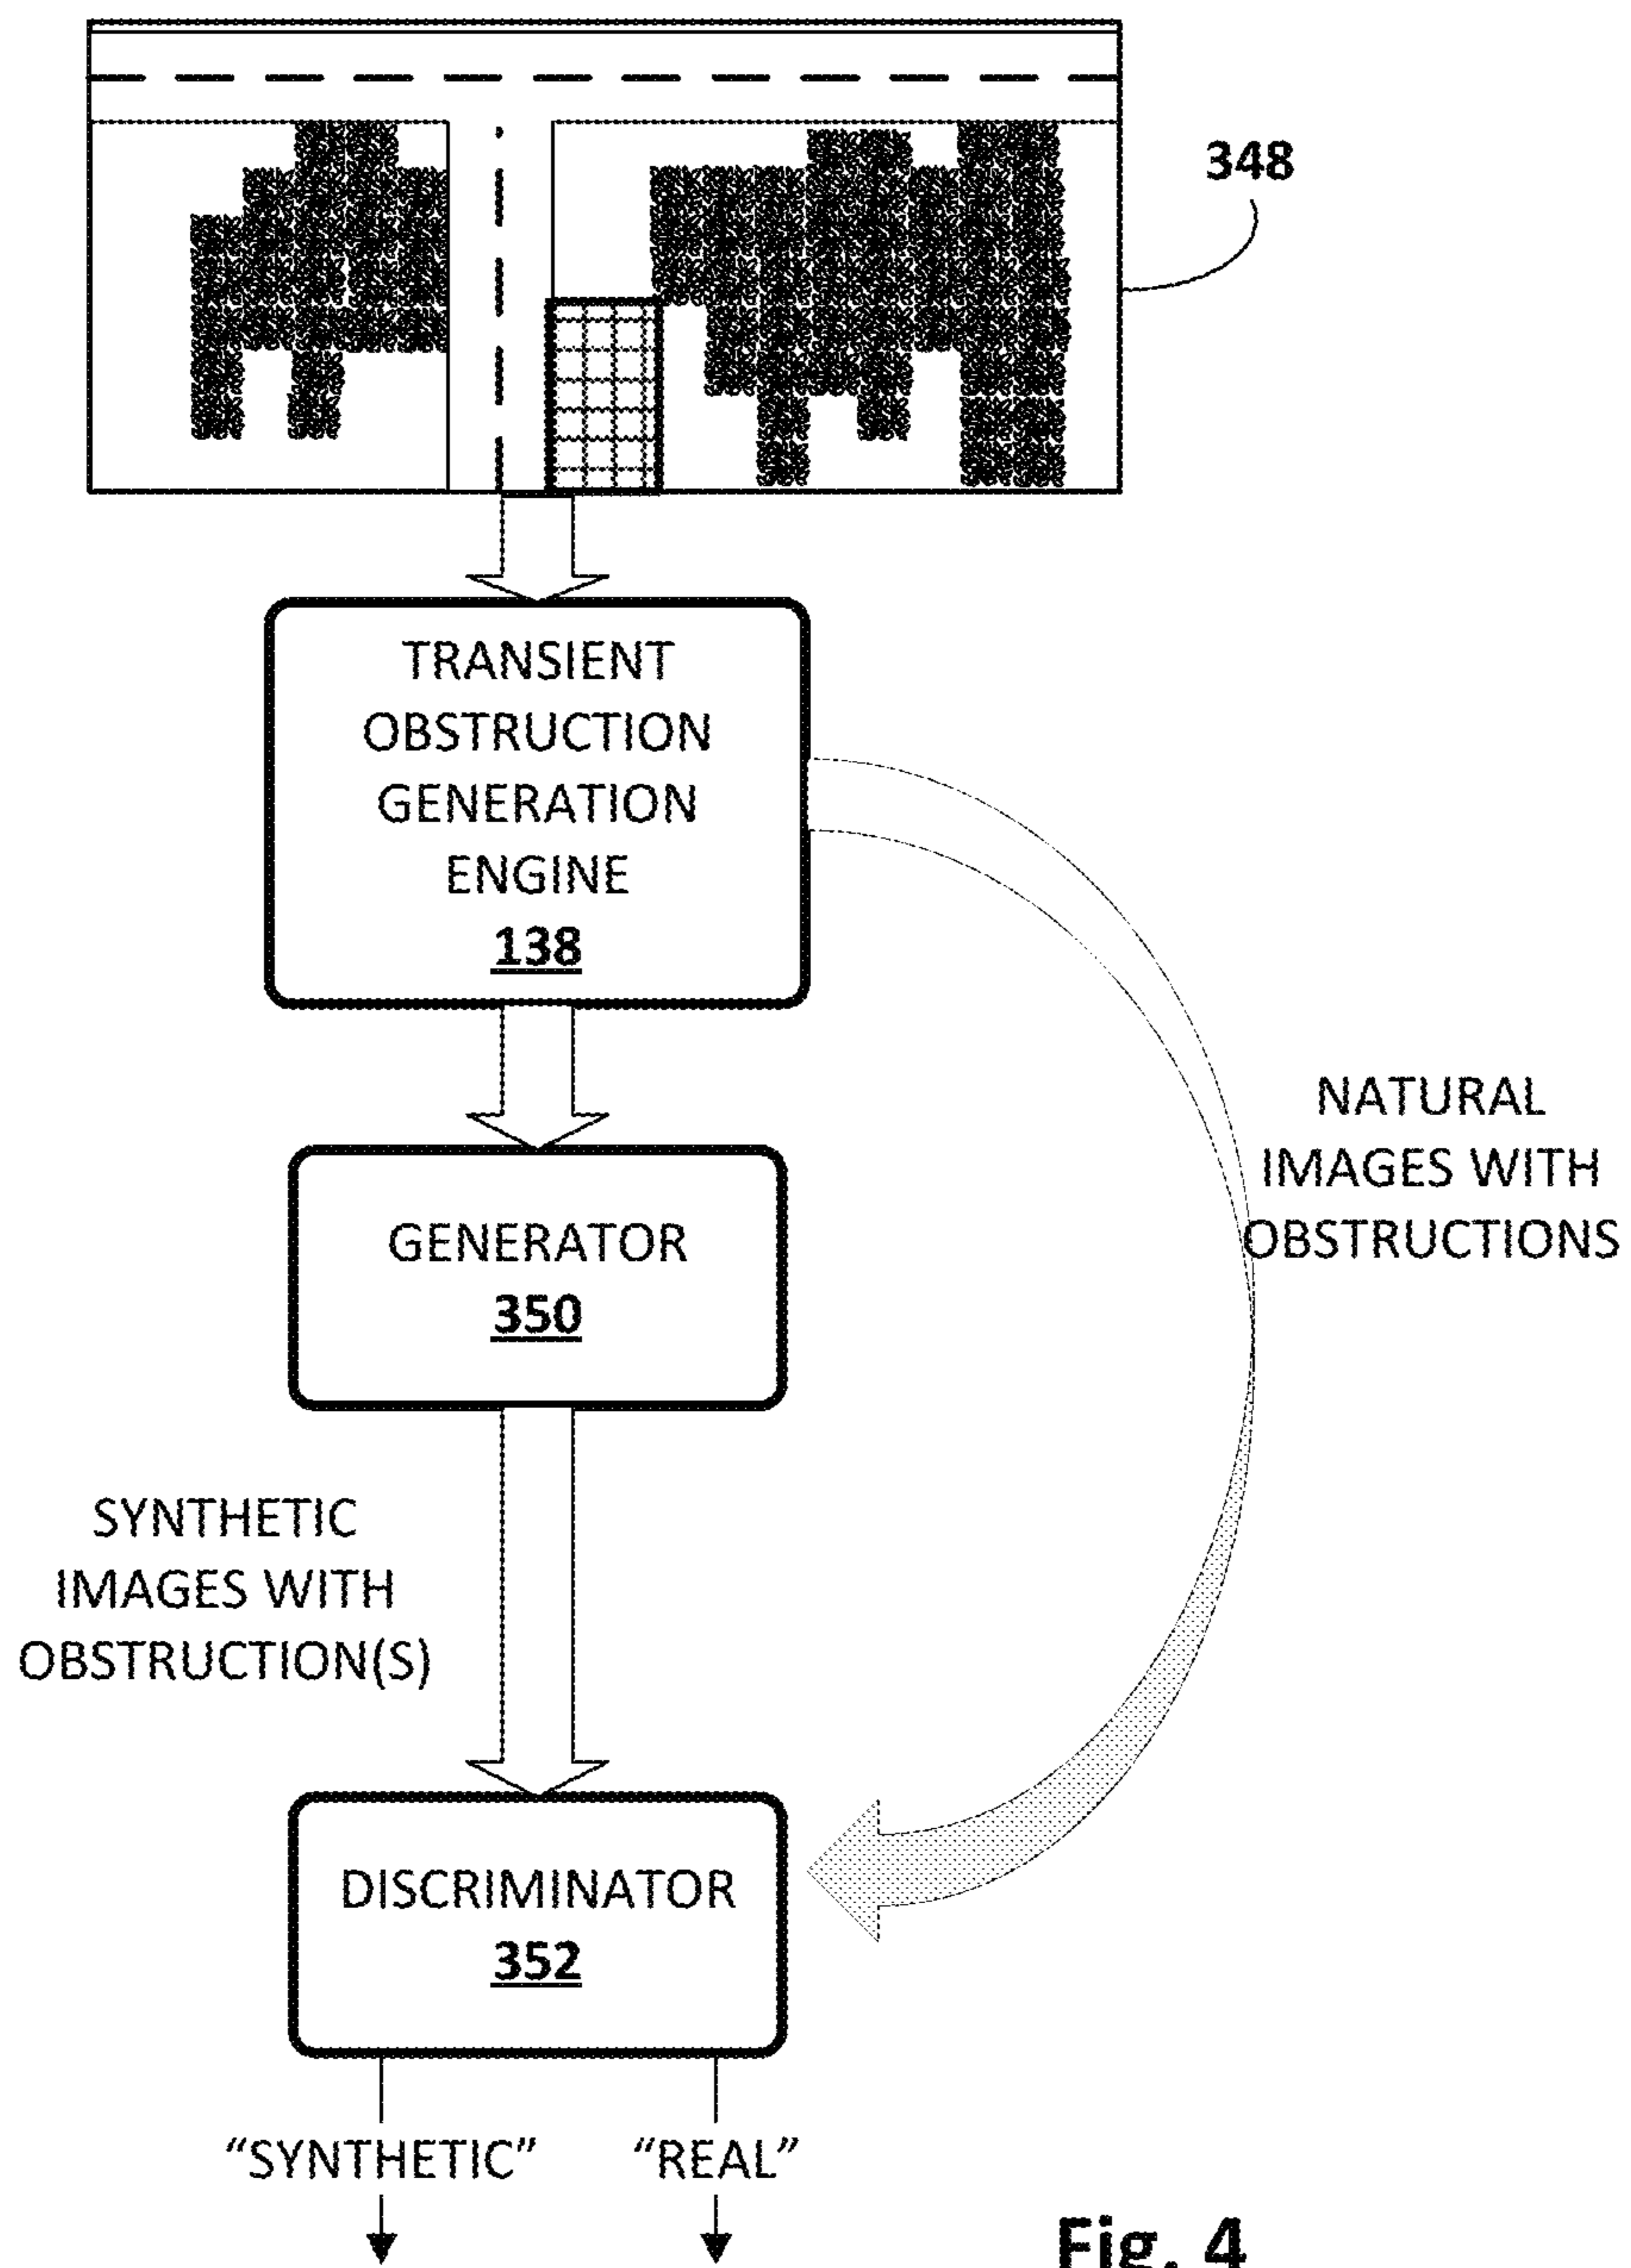 348
TRANSIENT
OBSTRUCTION
GENERATION
ENGINE
138
NATURAL
IMAGES WITH
OBSTRUCTIONS
GENERATOR
350
SYNTHETIC
IMAGES WITH
OBSTRUCTION(S)
DISCRIMINATOR
352
“SYNTHETIC” “REAL”
Fig. 4